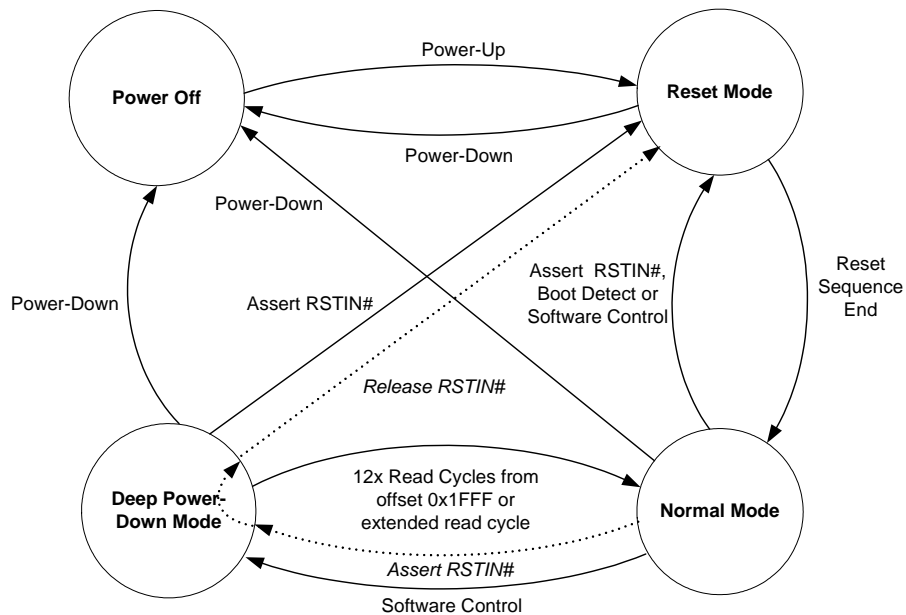 Power-Up
Power Off
Reset Mode
Power-Down
Power-Down
Assert RSTIN#,
Boot Detect or
Software Control
Reset
Sequence
End
Power-Down
Assert RSTIN#
Release RSTIN#
12x Read Cycles from
offset 0x1FFF or
extended read cycle
Deep Power-
Down Mode
Normal Mode
Assert RSTIN#
Software Control